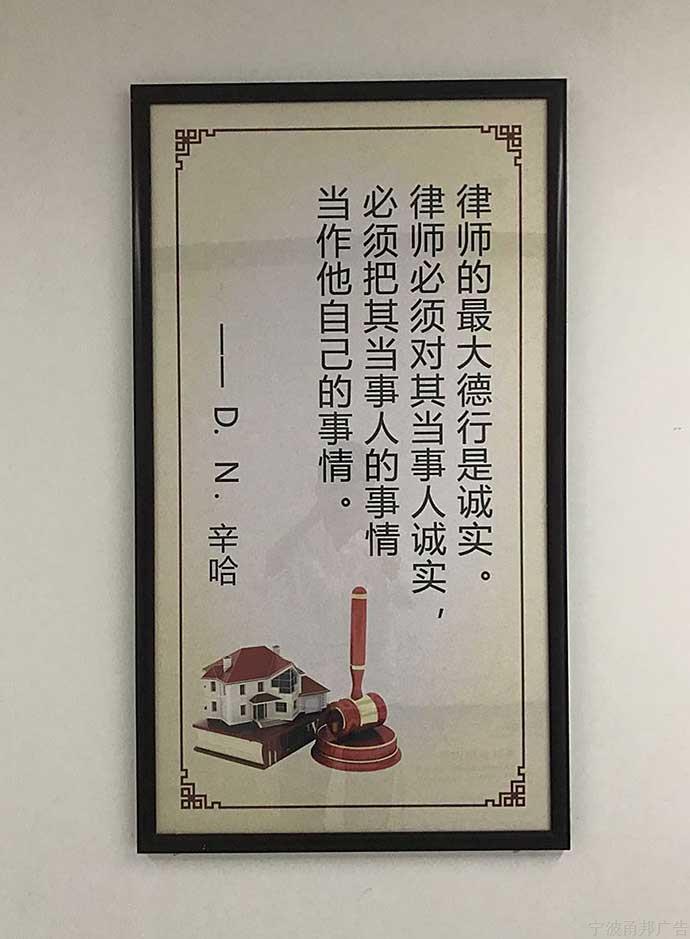 律师的最大德行是诚实。
律师必须对其当事人诚实，
必须把其当事人的事情
当作他自己的事情。
—— D. N. 辛哈
宁波甬邦广告